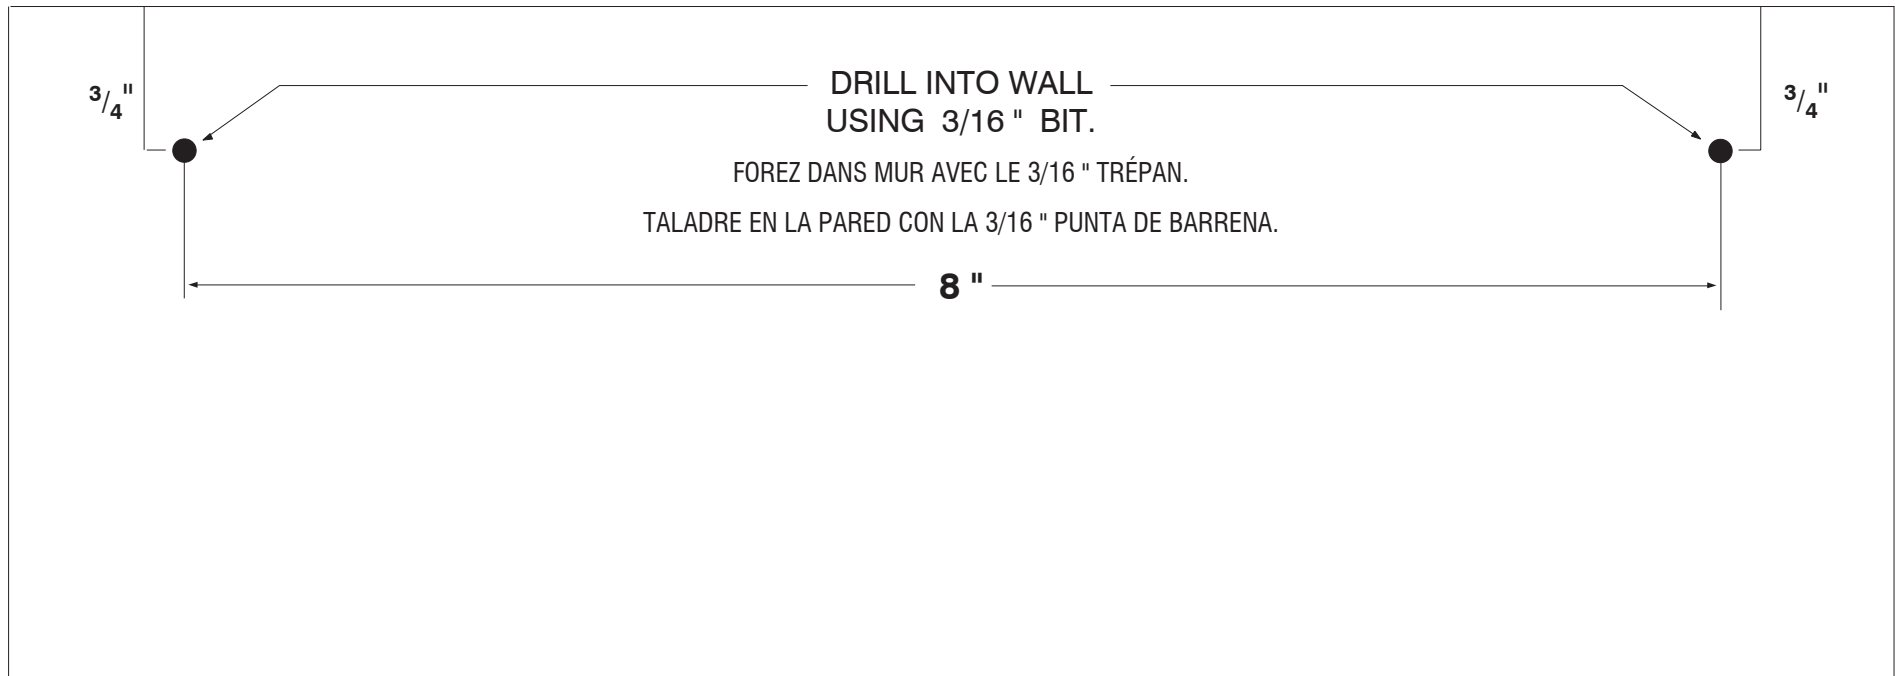 DRILL INTO WALL
3/4"
3/4"
USING 3/16 " BIT.
FOREZ DANS MUR AVEC LE 3/16 " TRÉPAN.
TALADRE EN LA PARED CON LA 3/16 " PUNTA DE BARRENA.
8 "